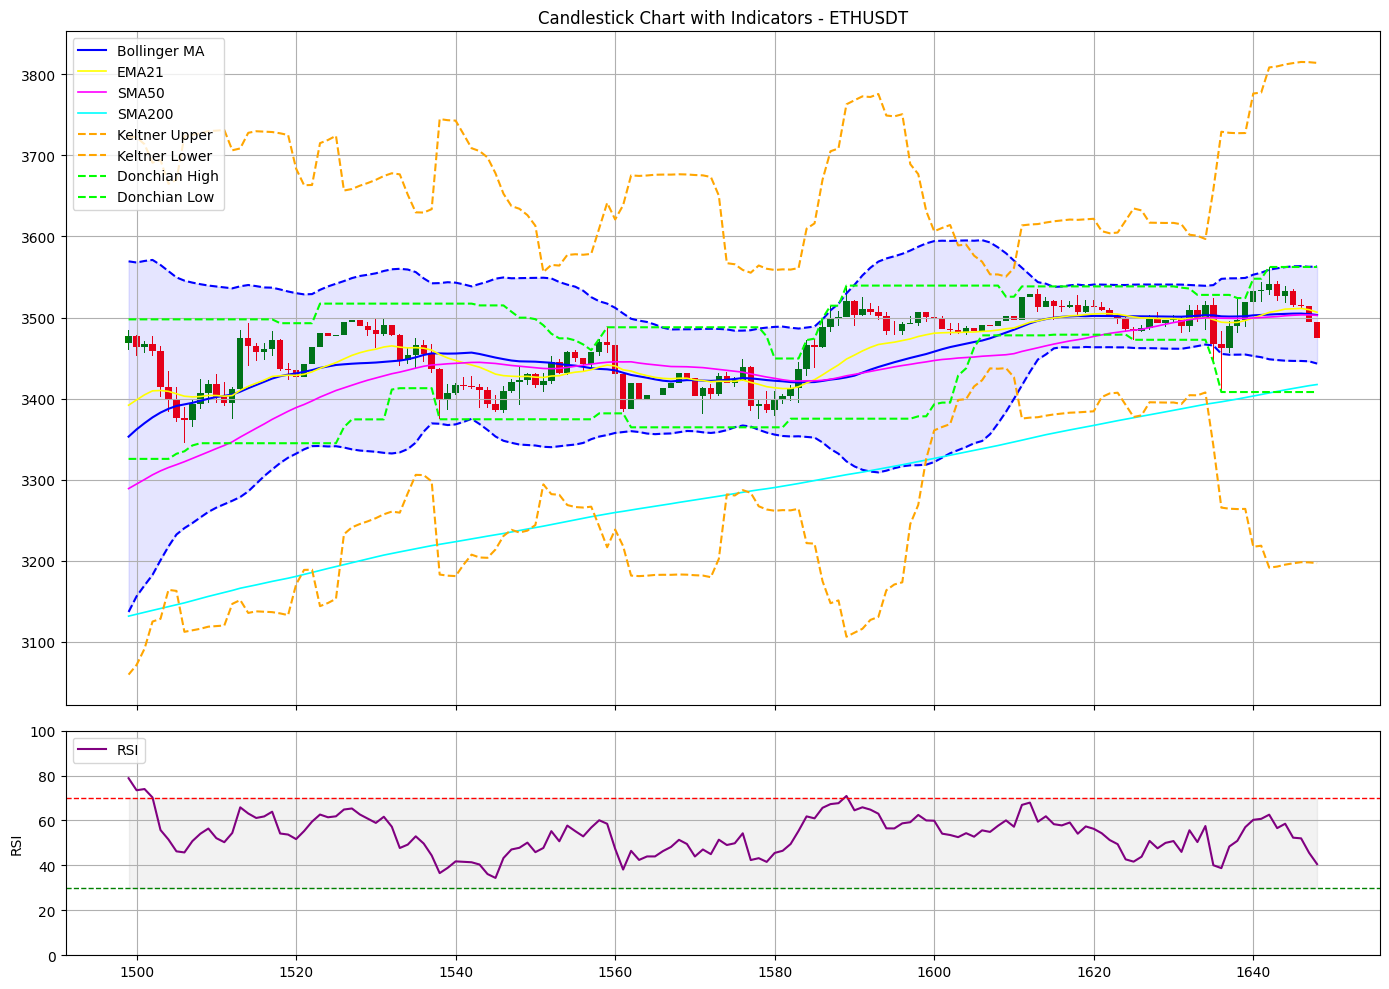 Candlestick Chart with Indicators - ETHUSDT
Bollinger MA
EMA21
SMA50
SMA200
Keltner Upper
Keltner Lower
Donchian High
Donchian Low
3800
3700
3600
3500
3400
3300
3200
3100
RSI
100
80
60
40
20
0
RSI
1500 1520 1540 1560 1580 1600 1620 1640